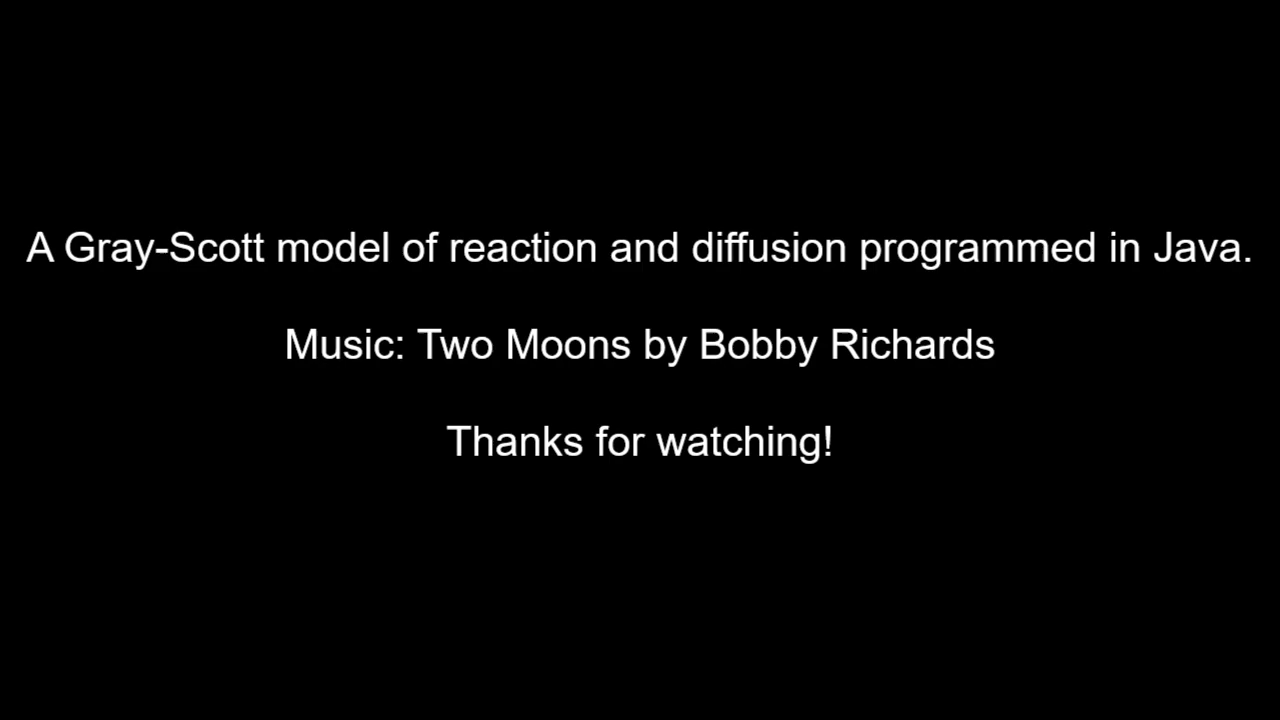 A Gray-Scott model of reaction and diffusion programmed in Java.
Music: Two Moons by Bobby Richards
Thanks for watching!